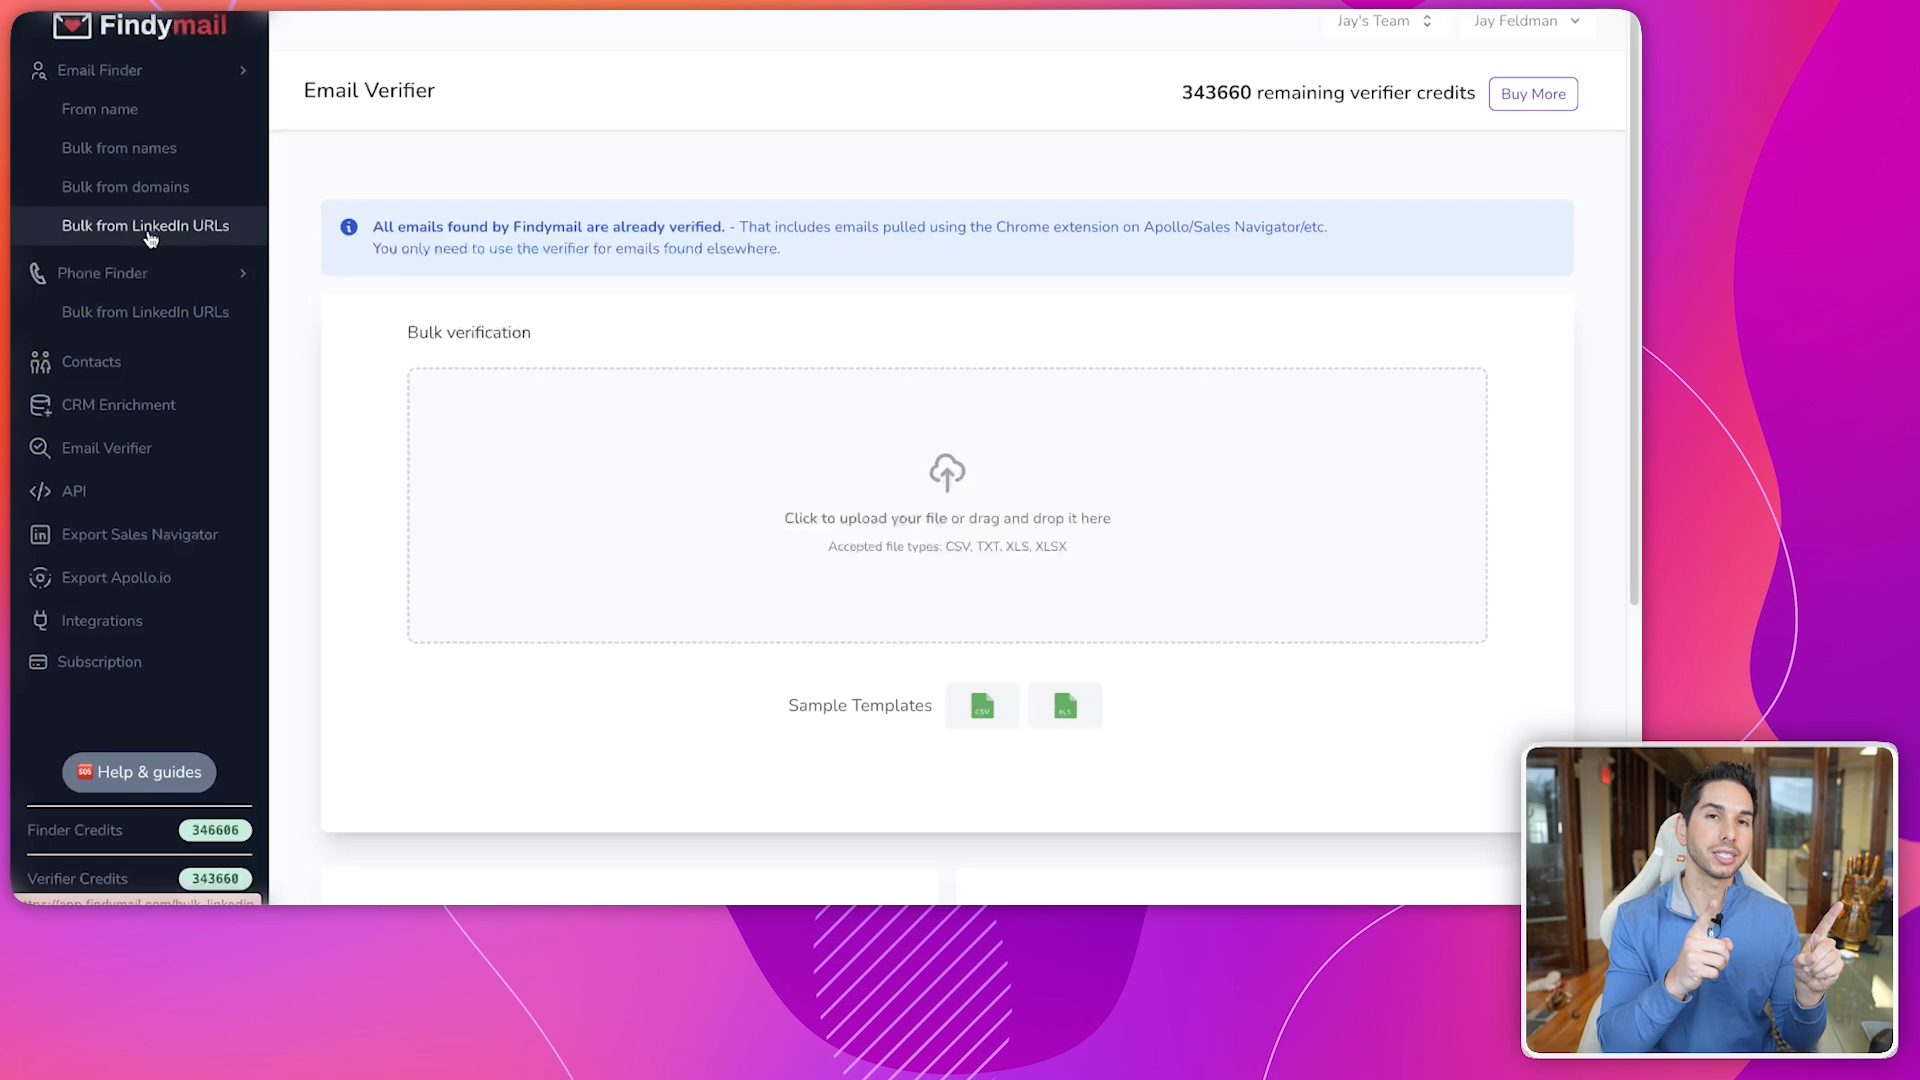 Findymail
Email Finder
From name
Bulk from names
Bulk from domains
Bulk from LinkedIn URLs
Phone Finder
Bulk from LinkedIn URLs
Contacts
CRM Enrichment
Email Verifier
API
Export Sales Navigator
Export Apollo.io
Integrations
Subscription
SOS Help & guides
Finder Credits 346606
Verifier Credits 343660
Jay's Team
Jay Feldman
Email Verifier
343660 remaining verifier credits
Buy More
All emails found by Findymail are already verified. - That includes emails pulled using the Chrome extension on Apollo/Sales Navigator/etc.
You only need to use the verifier for emails found elsewhere.
Bulk verification
Click to upload your file or drag and drop it here
Accepted file types: CSV, TXT, XLS, XLSX
Sample Templates
CSV
XLS